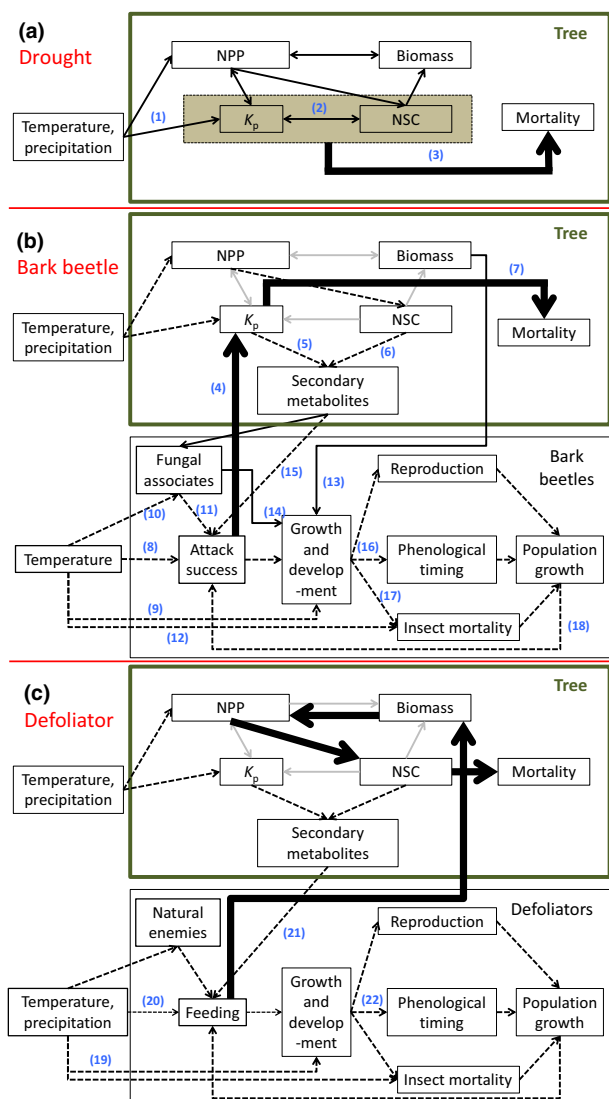 (a)
Tree
Drought
NPP
Biomass
Temperature,
precipitation
(1)
(2)
Kp
NSC
Mortality
(3)
(b)
Tree
Bark beetle
NPP
Biomass
(7)
Temperature,
precipitation
Kp
NSC
Mortality
(5)
(6)
(4)
Secondary
metabolites
Fungal
associates
(15)
(13)
Reproduction
Bark
beetles
(10)
(11)
(14)
Temperature
(8)
Attack
success
Growth
and
develop
-ment
(16)
Phenological
timing
Population
growth
(17)
(9)
(12)
Insect mortality
(18)
(c)
Tree
Defoliator
NPP
Biomass
Temperature,
precipitation
Kp
NSC
Mortality
Secondary
metabolites
Natural
enemies
(21)
Reproduction
Defoliators
Temperature,
precipitation
(20)
Feeding
Growth
and
develop
-ment
(22)
Phenological
timing
Population
growth
(19)
Insect mortality